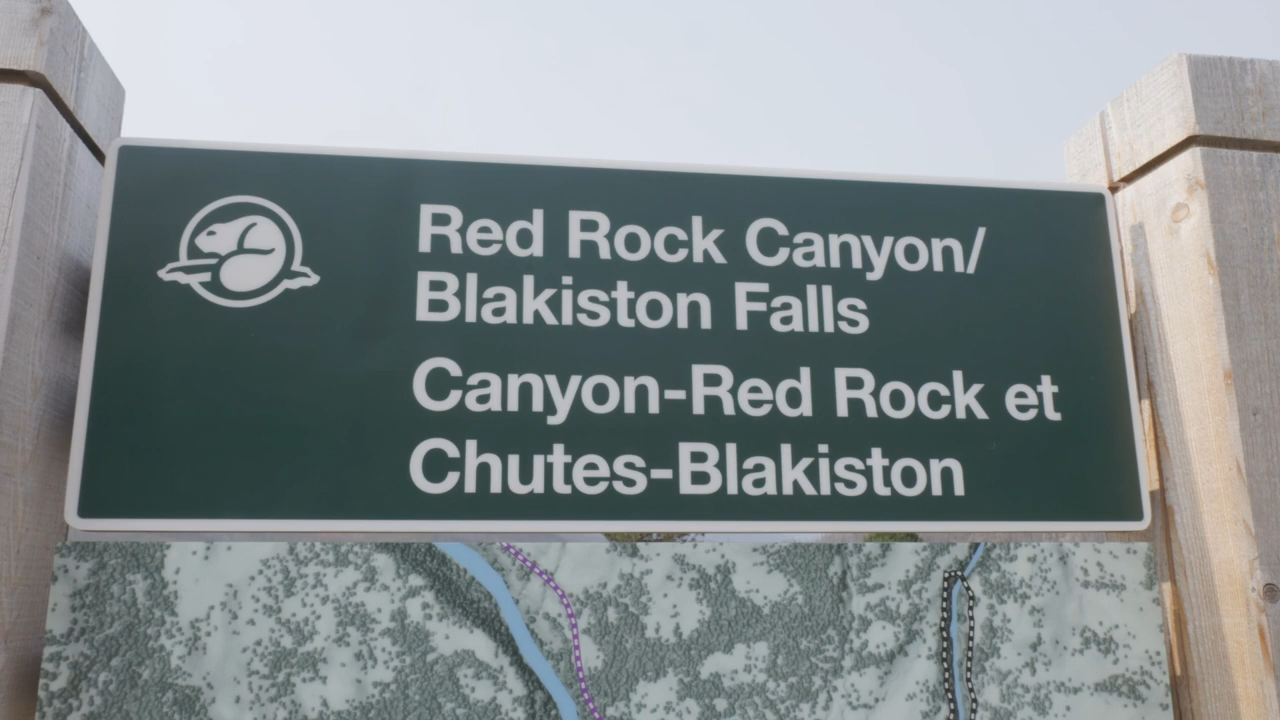 Red Rock Canyon/
Blakiston Falls
Canyon-Red Rock et
Chutes-Blakiston